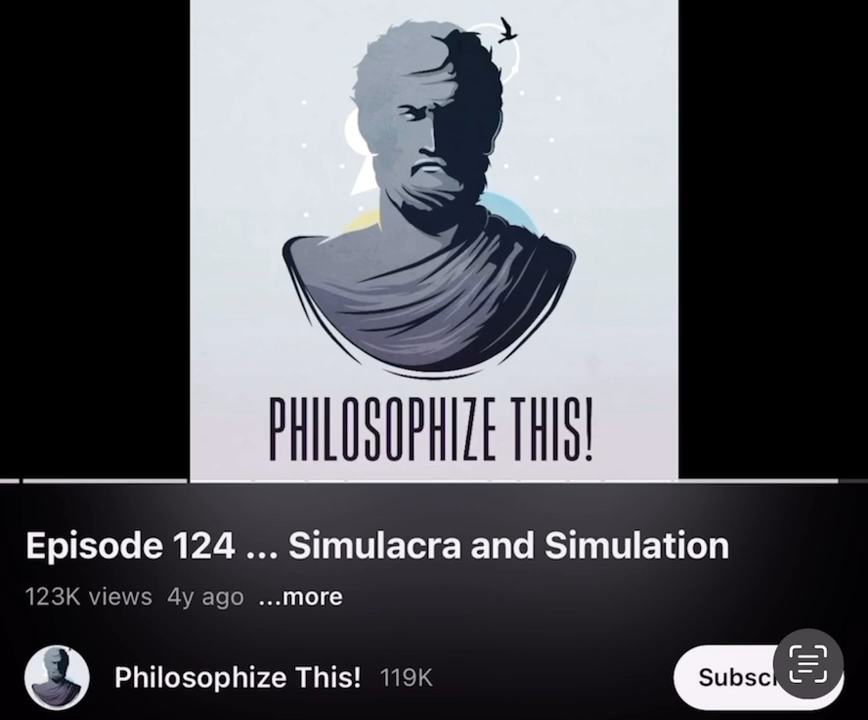 PHILOSOPHIZE THIS!
Episode 124 ... Simulacra and Simulation
123K views 4y ago ...more
Philosophize This! 119K